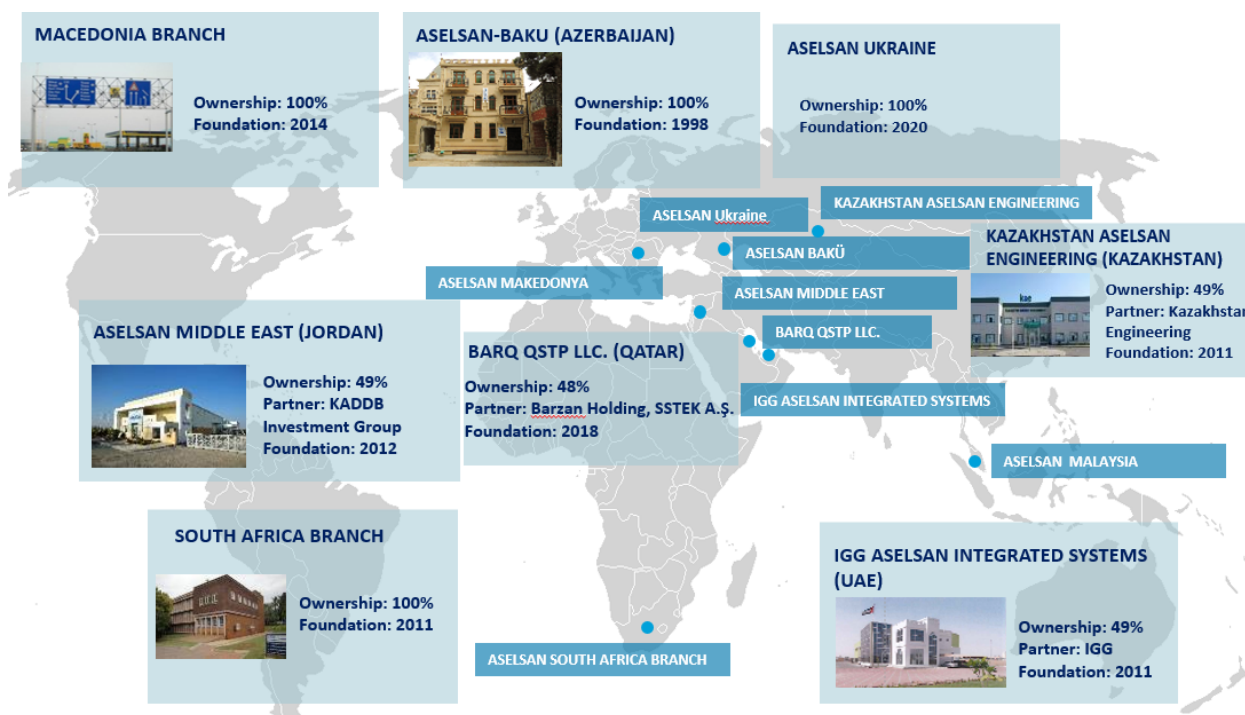 MACEDONIA BRANCH
Ownership: 100%
Foundation: 2014
ASELSAN-BAKU (AZERBAIJAN)
Ownership: 100%
Foundation: 1998
ASELSAN UKRAINE
Ownership: 100%
Foundation: 2020
KAZAKHSTAN ASELSAN ENGINEERING
ASELSAN Ukraine
ASELSAN BAKÜ
ASELSAN MAKEDONYA
ASELSAN MIDDLE EAST
BARQ QSTP LLC.
IGG ASELSAN INTEGRATED SYSTEMS
KAZAKHSTAN ASELSAN
ENGINEERING (KAZAKHSTAN)
kae
Ownership: 49%
Partner: Kazakhstan
Engineering
Foundation: 2011
ASELSAN MIDDLE EAST (JORDAN)
Ownership: 49%
Partner: KADDB
Investment Group
Foundation: 2012
BARQ QSTP LLC. (QATAR)
Ownership: 48%
Partner: Barzan Holding, SSTEK A.Ş.
Foundation: 2018
ASELSAN MALAYSIA
SOUTH AFRICA BRANCH
Ownership: 100%
Foundation: 2011
ASELSAN SOUTH AFRICA BRANCH
IGG ASELSAN INTEGRATED SYSTEMS
(UAE)
Ownership: 49%
Partner: IGG
Foundation: 2011